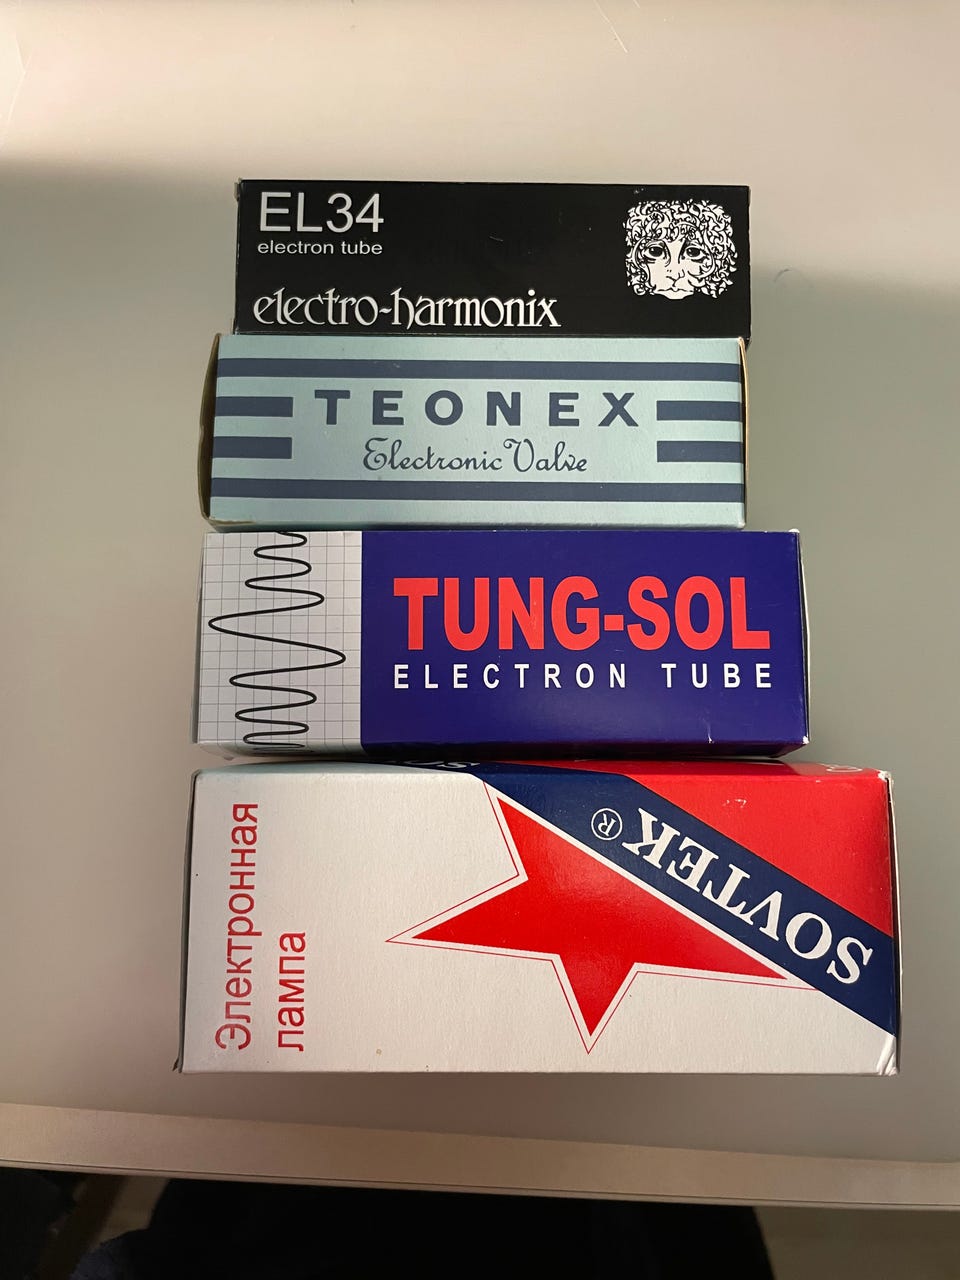 EL34
electron tube
electro-harmonix
TEONEX
Electronic Valve
TUNG-SOL
ELECTRON TUBE
Электронная
лампа
SOVTEK ®